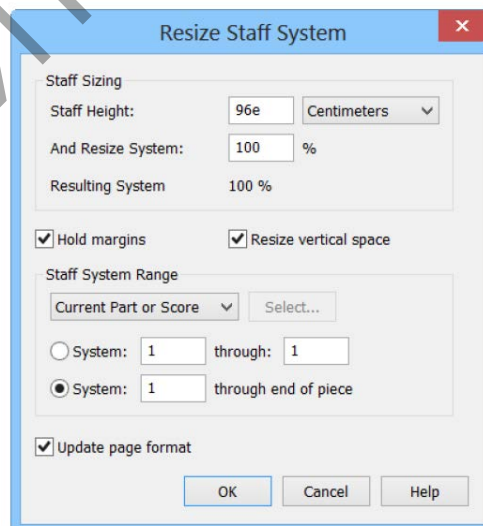 Resize Staff System
Staff Sizing
Staff Height: 96e Centimeters
And Resize System: 100 %
Resulting System 100 %
Hold margins Resize vertical space
Staff System Range
Current Part or Score Select...
System: 1 through: 1
System: 1 through end of piece
Update page format
OK Cancel Help